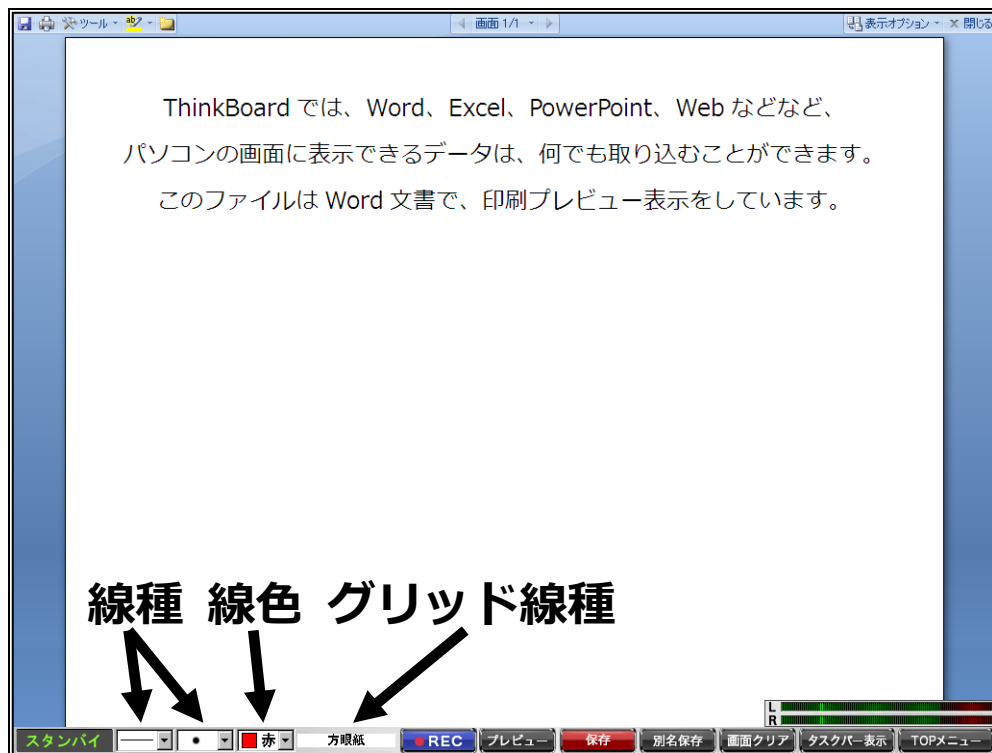 ツール
画面 1/1
表示オプション
閉じる
ThinkBoard では、Word、Excel、PowerPoint、Web などなど、
パソコンの画面に表示できるデータは、何でも取り込むことができます。
このファイルは Word 文書で、印刷プレビュー表示をしています。
線種 線色 グリッド線種
L
R
スタンバイ 赤 方眼紙 REC プレビュー 保存 別名保存 画面クリア タスクバー表示 TOPメニュー